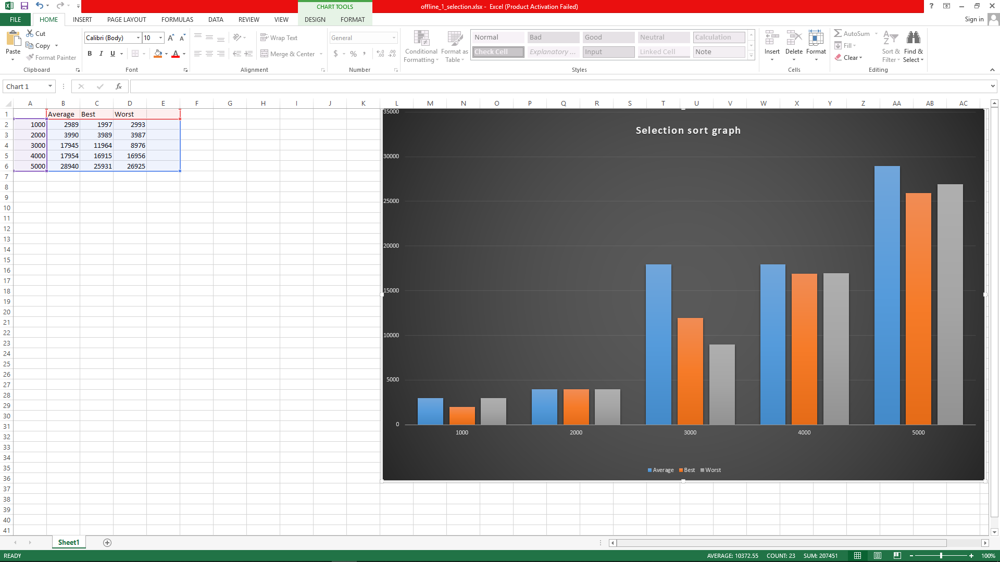 CHART TOOLS
offline_1_selection.xlsx - Excel (Product Activation Failed)
FILE HOME INSERT PAGE LAYOUT FORMULAS DATA REVIEW VIEW DESIGN FORMAT Sign in
Paste
Cut
Copy
Format Painter
Clipboard
Calibri (Body) 10
B I U
Font
Wrap Text
Merge & Center
Alignment
General
$ % ,
Number
Conditional Formatting
Format as Table
Normal Bad Good Neutral Calculation
Check Cell Explanatory ... Input Linked Cell Note
Styles
Insert Delete Format
Cells
AutoSum
Fill
Clear
Sort & Filter
Find & Select
Editing
Chart 1
fx
A B C D E F G H I J K L M N O P Q R S T U V W X Y Z AA AB AC
1 Average Best Worst
2 1000 2989 1997 2993
3 2000 3990 3989 3987
4 3000 17945 11964 8976
5 4000 17954 16915 16956
6 5000 28940 25931 26925
7
8
9
10
11
12
13
14
15
16
17
18
19
20
21
22
23
24
25
26
27
28
29
30
31
32
33
34
35
36
37
38
39
40
41
Selection sort graph
35000
30000
25000
20000
15000
10000
5000
0
1000 2000 3000 4000 5000
Average Best Worst
Sheet1
READY
AVERAGE: 10372.55 COUNT: 23 SUM: 207451
100%